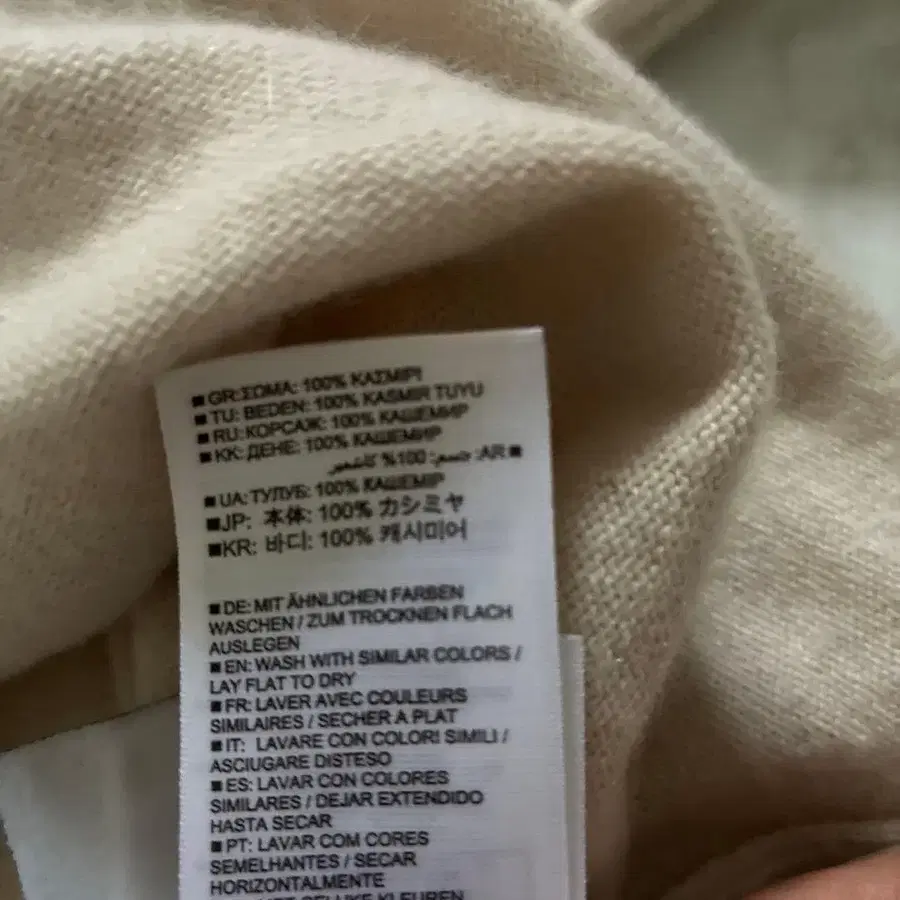 ■ GR: ΣΩΜΑ: 100% ΚΑΣΜΙΡΙ
■ TU: BEDEN: 100% KASMIR TUYU
■ RU: КОРСАЖ: 100% КАШЕМИР
■ KK: ДЕНЕ: 100% КАШЕМИР
■ AR: جسم: 100% كاشمير
■ UA: ТУЛУБ: 100% КАШЕМІР
■JP: 本体: 100% カシミヤ
■KR: 바디: 100% 캐시미어
■ DE: MIT ÄHNLICHEN FARBEN
WASCHEN / ZUM TROCKNEN FLACH
AUSLEGEN
■ EN: WASH WITH SIMILAR COLORS /
LAY FLAT TO DRY
■ FR: LAVER AVEC COULEURS
SIMILAIRES / SECHER A PLAT
■ IT: LAVARE CON COLORI SIMILI /
ASCIUGARE DISTESO
■ ES: LAVAR CON COLORES
SIMILARES / DEJAR EXTENDIDO
HASTA SECAR
■ PT: LAVAR COM CORES
SEMELHANTES / SECAR
HORIZONTALMENTE
KLEUREN